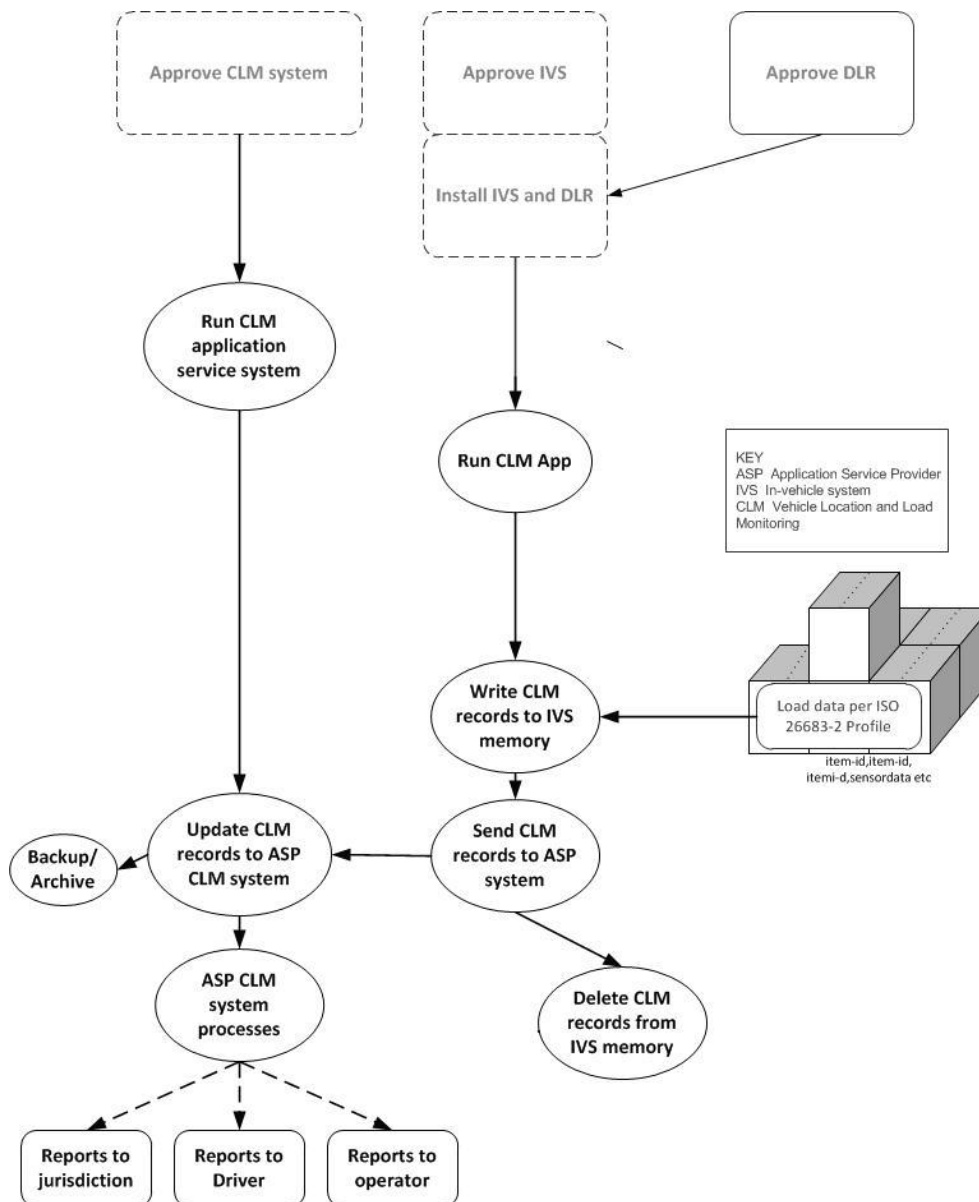 Approve CLM system
Approve IVS
Approve DLR
Install IVS and DLR
Run CLM
application
service system
Run CLM App
KEY
ASP Application Service Provider
IVS In-vehicle system
CLM Vehicle Location and Load
Monitoring
Write CLM
records to IVS
memory
Load data per ISO
26683-2 Profile
item-id,item-id,
itemi-d,sensordata etc
Update CLM
records to ASP
CLM system
Send CLM
records to ASP
system
Backup/
Archive
ASP CLM
system
processes
Delete CLM
records from
IVS memory
Reports to
jurisdiction
Reports to
Driver
Reports to
operator